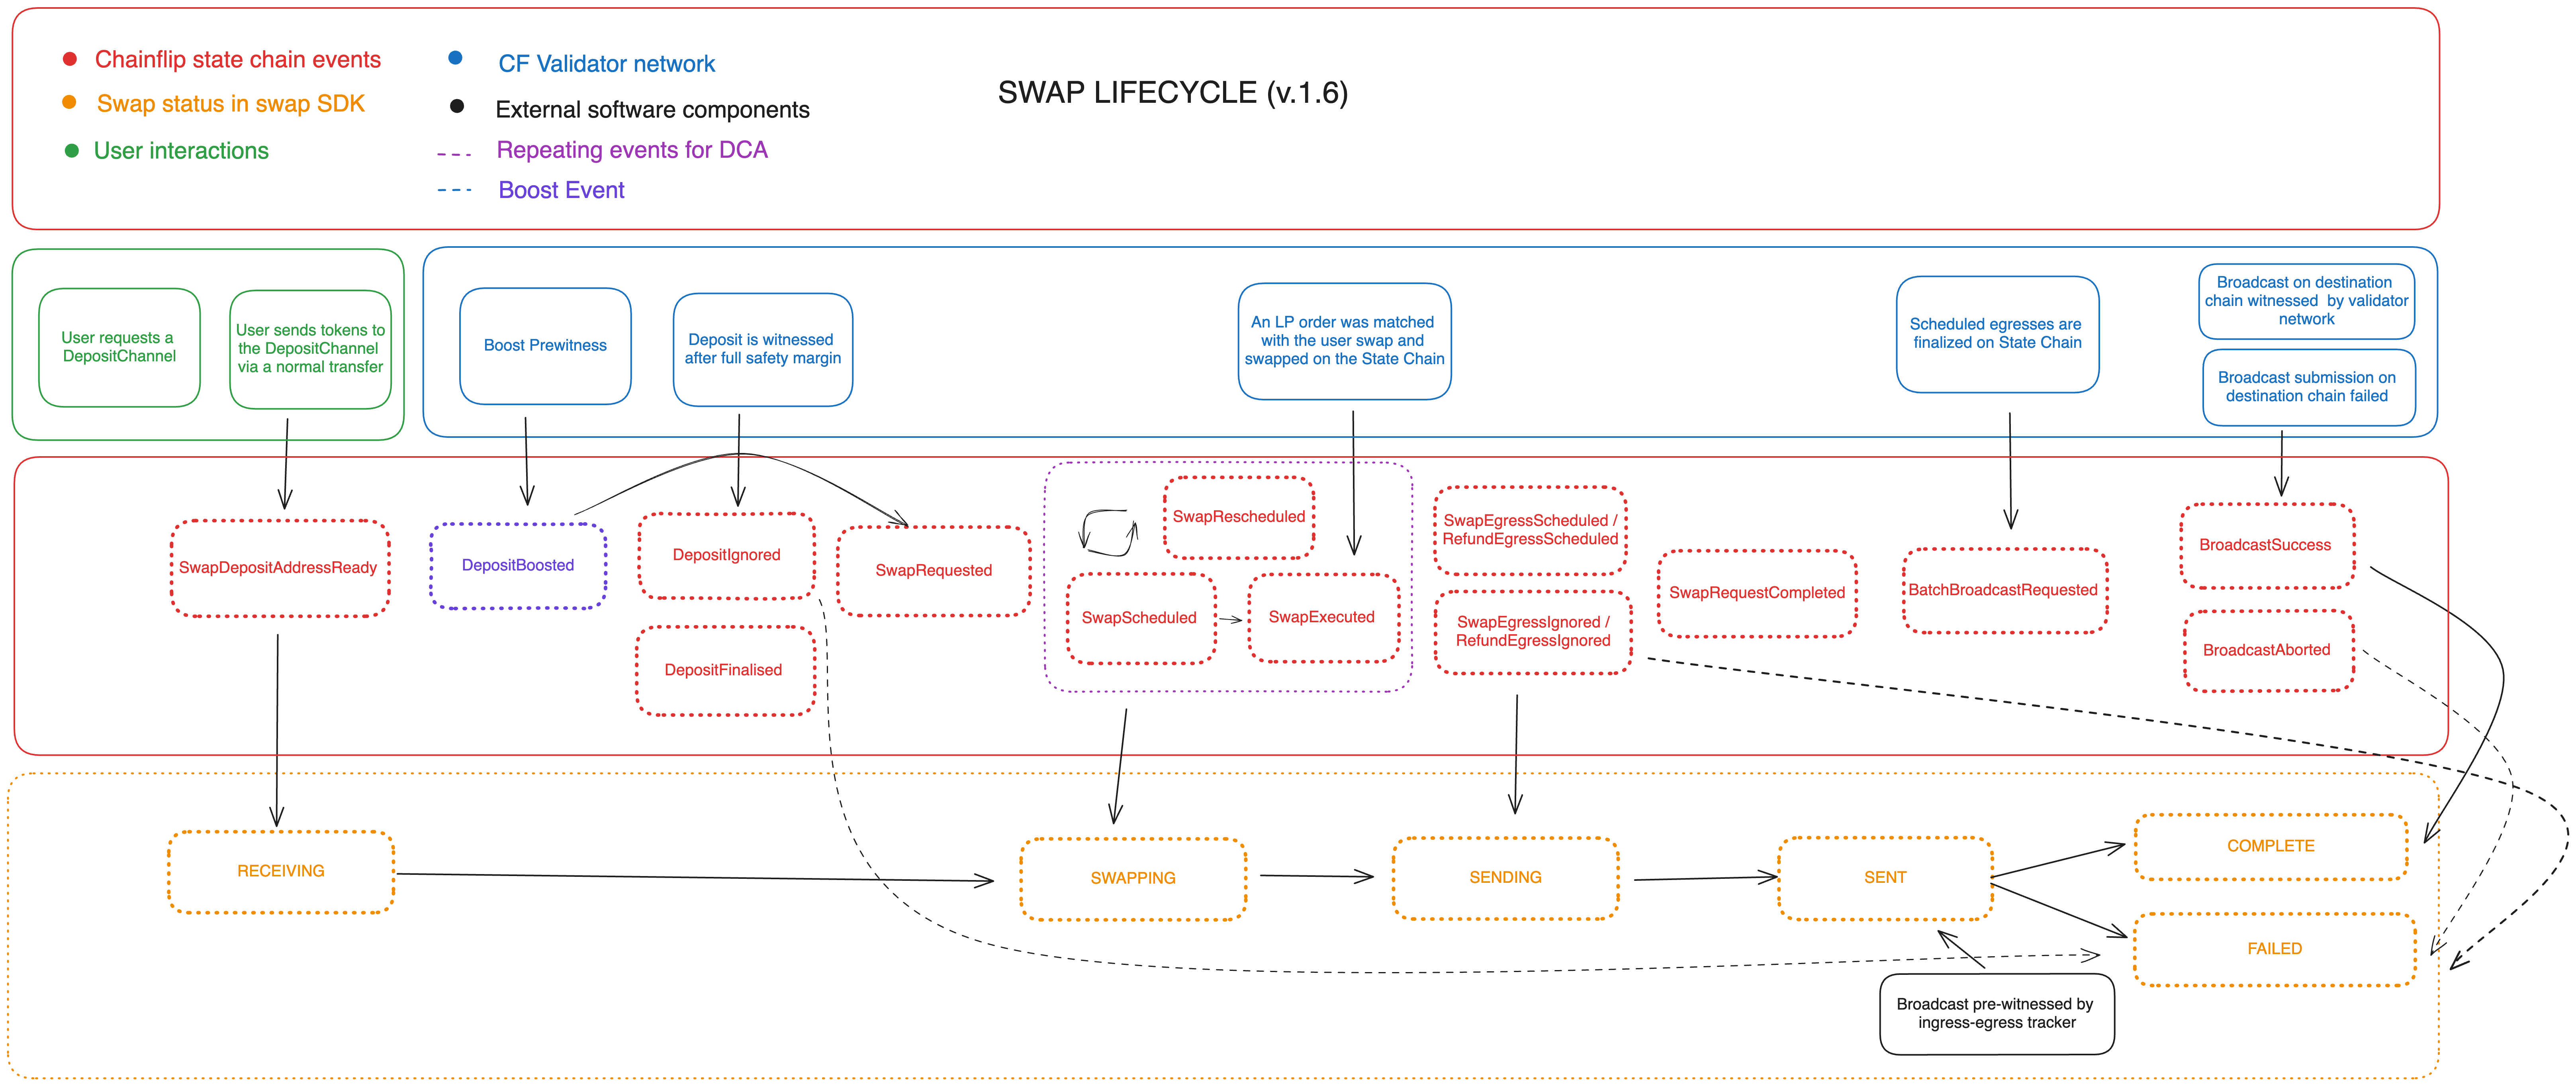 Chainflip state chain events
Swap status in swap SDK
User interactions
CF Validator network
External software components
Repeating events for DCA
Boost Event
SWAP LIFECYCLE (v.1.6)
User requests a
DepositChannel
User sends tokens to
the DepositChannel
via a normal transfer
Boost Prewitness
Deposit is witnessed
after full safety margin
An LP order was matched
with the user swap and
swapped on the State Chain
Scheduled egresses are
finalized on State Chain
Broadcast on destination
chain witnessed by validator
network
Broadcast submission on
destination chain failed
SwapDepositAddressReady
DepositBoosted
DepositIgnored
DepositFinalised
SwapRequested
SwapRescheduled
SwapScheduled
SwapExecuted
SwapEgressScheduled /
RefundEgressScheduled
SwapEgressIgnored /
RefundEgressIgnored
SwapRequestCompleted
BatchBroadcastRequested
BroadcastSuccess
BroadcastAborted
RECEIVING
SWAPPING
SENDING
SENT
COMPLETE
FAILED
Broadcast pre-witnessed by
ingress-egress tracker